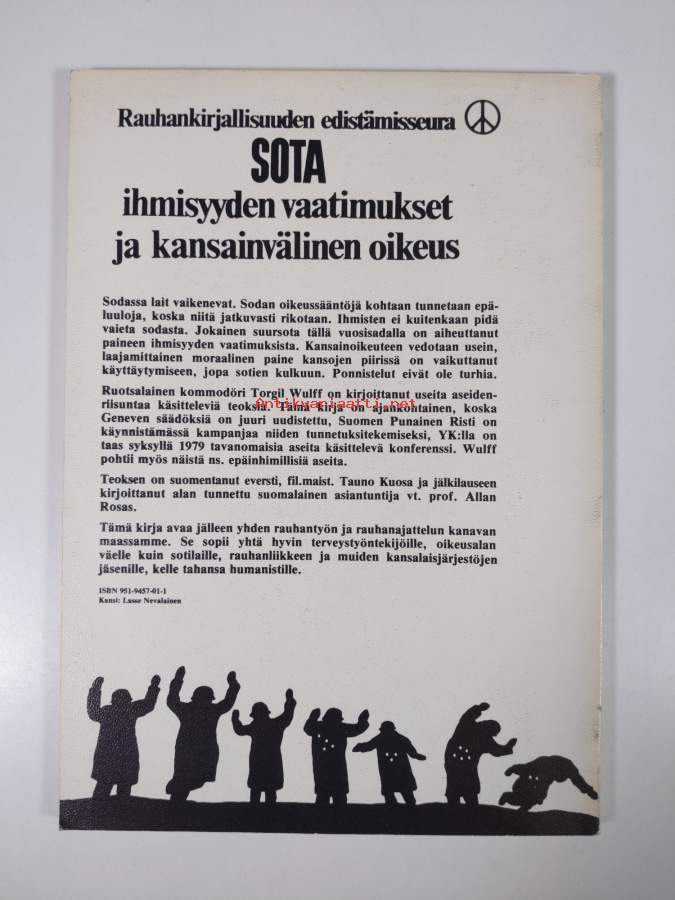 Rauhankirjallisuuden edistämisseura
SOTA
ihmisyyden vaatimukset
ja kansainvälinen oikeus
Sodassa lait vaikenevat. Sodan oikeussääntöjä kohtaan tunnetaan epä-
luuloja, koska niitä jatkuvasti rikotaan. Ihmisten ei kuitenkaan pidä
vaieta sodasta. Jokainen suursota tällä vuosisadalla on aiheuttanut
paineen ihmisyyden vaatimuksista. Kansainoikeuteen vedotaan usein,
laajamittainen moraalinen paine kansojen piirissä on vaikuttanut
käyttäytymiseen, jopa sotien kulkuun. Ponnistelut eivät ole turhia.
Ruotsalainen kommodöri Torgil Wulff on kirjoittanut useita aseiden-
riisuntaa käsitteleviä teoksia. Tämä kirja on ajankohtainen, koska
antikvariaatti.net
Geneven säädöksiä on juuri uudistettu, Suomen Punainen Risti on
käynnistämässä kampanjaa niiden tunnetuksitekemiseksi, YK:lla on
taas syksyllä 1979 tavanomaisia aseita käsittelevä konferenssi. Wulff
pohtii myös näistä ns. epäinhimillisiä aseita.
Teoksen on suomentanut eversti, fil.maist. Tauno Kuosa ja jälkilauseen
kirjoittanut alan tunnettu suomalainen asiantuntija vt. prof. Allan
Rosas.
Tämä kirja avaa jälleen yhden rauhantyön ja rauhanajattelun kanavan
maassamme. Se sopii yhtä hyvin terveystyöntekijöille, oikeusalan
väelle kuin sotilaille, rauhanliikkeen ja muiden kansalaisjärjestöjen
jäsenille, kelle tahansa humanistille.
ISBN 951-9457-01-1
Kansi: Lasse Nevalainen